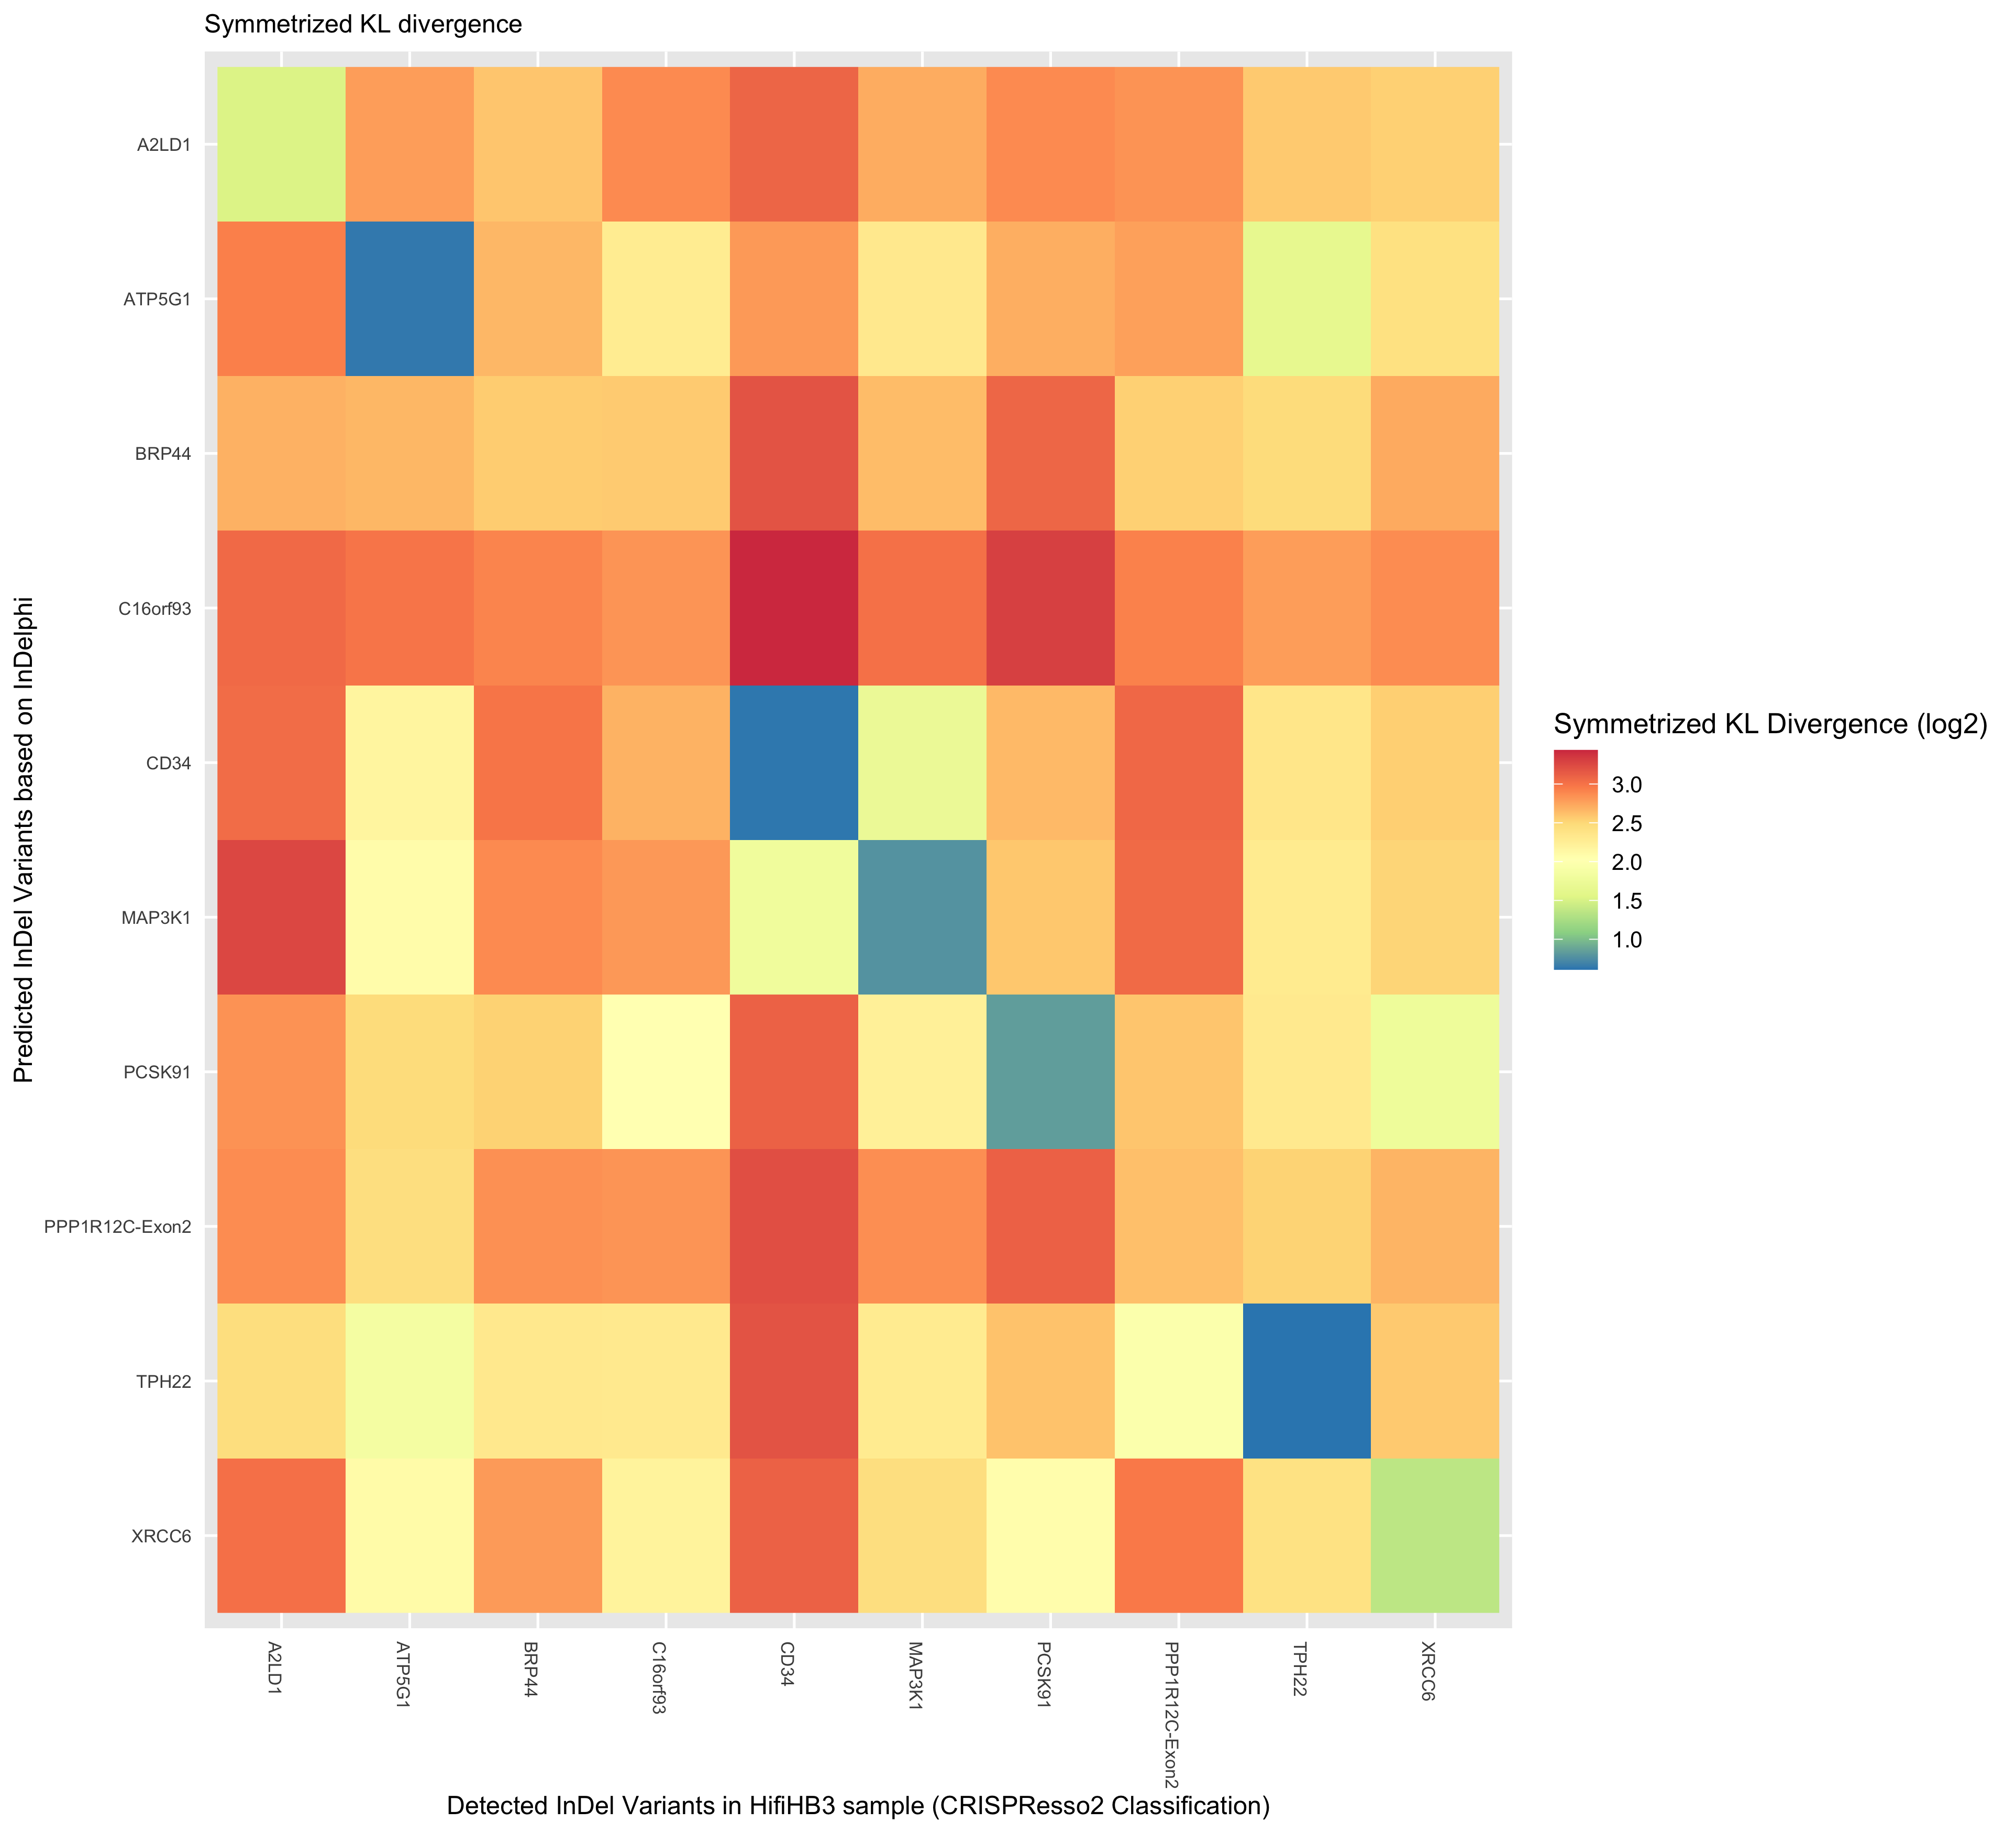 Symmetrized KL divergence
A2LD1
ATP5G1
BRP44
C16orf93
CD34
MAP3K1
PCSK91
PPP1R12C-Exon2
TPH22
XRCC6
Predicted InDel Variants based on InDelphi
A2LD1
ATP5G1
BRP44
C16orf93
CD34
MAP3K1
PCSK91
PPP1R12C-Exon2
TPH22
XRCC6
Detected InDel Variants in HifiHB3 sample (CRISPResso2 Classification)
Symmetrized KL Divergence (log2)
3.0
2.5
2.0
1.5
1.0